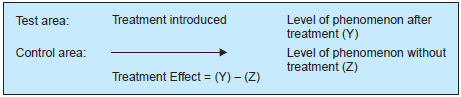 Test area: Treatment introduced Level of phenomenon after
treatment (Y)
Control area: Level of phenomenon without
treatment (Z)
Treatment Effect = (Y) – (Z)